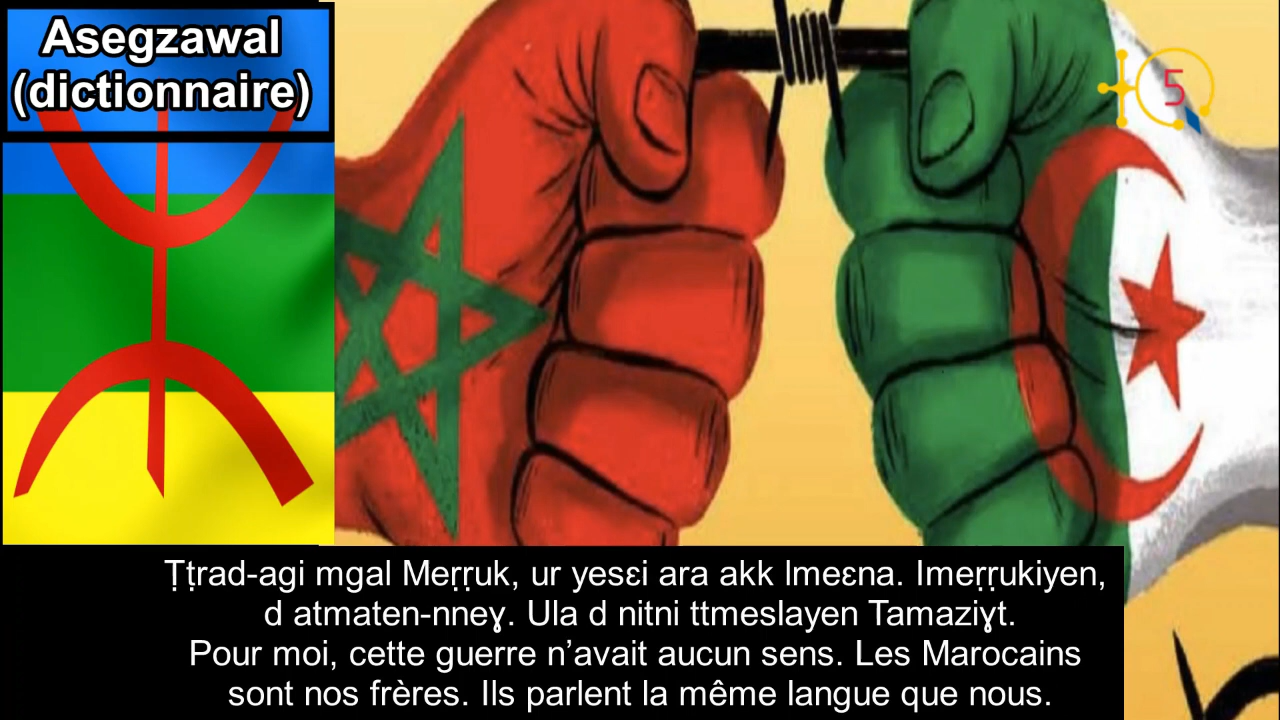 Asegzawal
(dictionnaire)
5
Ṭṭrad-agi mgal Meṛṛuk, ur yesɛi ara akk lmeɛna. Imeṛṛukiyen,
d atmaten-nneɣ. Ula d nitni ttmeslayen Tamaziɣt.
Pour moi, cette guerre n’avait aucun sens. Les Marocains
sont nos frères. Ils parlent la même langue que nous.